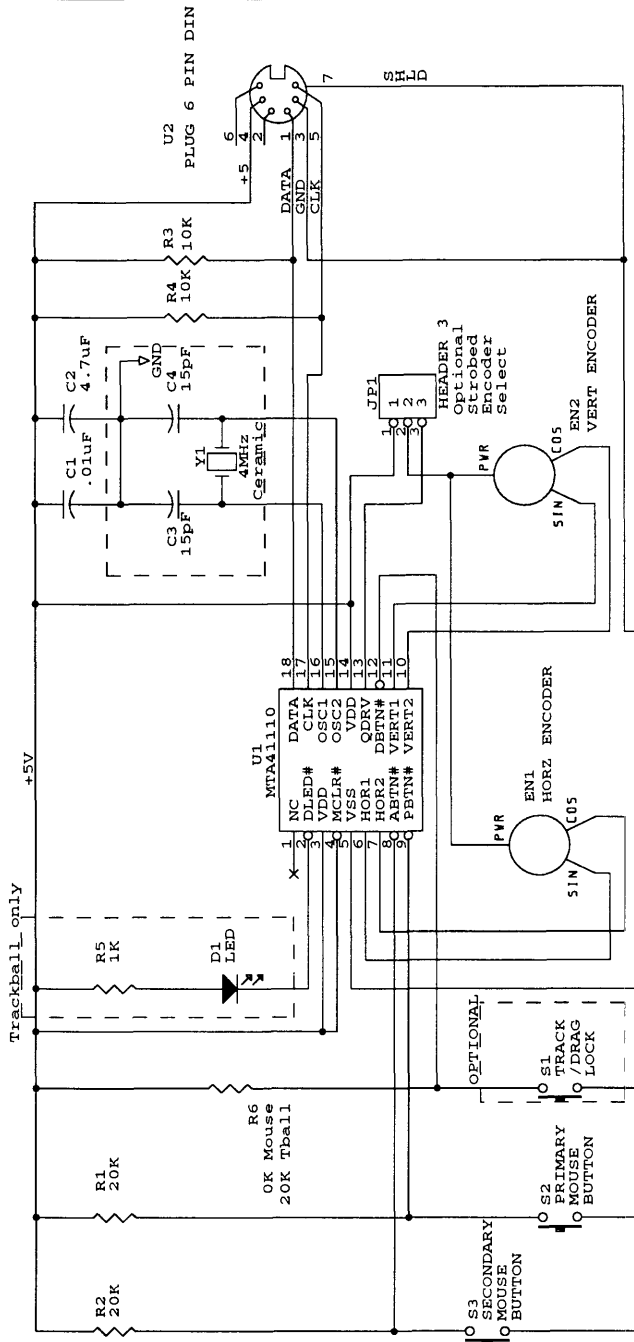 Trackball only
+5V
R2
20K
R1
20K
R6
0K Mouse
20K Tball
R5
1K
D1
LED
OPTIONAL
S3
SECONDARY
MOUSE
BUTTON
S2
PRIMARY
MOUSE
BUTTON
S1
TRACK
/DRAG
LOCK
U1
MTA41110
1 NC
2 DLED#
3 VDD
4 MCLR#
5 VSS
6 HOR1
7 HOR2
8 ABTN#
9 PBTN#
DATA 18
CLK 17
OSC1 16
OSC2 15
VDD 14
QDRV 13
DBTN# 12
VERT1 11
VERT2 10
C1
.01uF
C2
4.7uF
GND
C3
15pF
C4
15pF
Y1
4MHz
Ceramic
R4
10K
R3
10K
JP1
1 1
2 2
3 3
HEADER 3
Optional
Strobed
Encoder
Select
EN1
HORZ ENCODER
PWR
SIN
COS
EN2
VERT ENCODER
PWR
SIN
COS
U2
PLUG 6 PIN DIN
6
+5 4
2
DATA 1
GND 3
CLK 5
7
SHLD